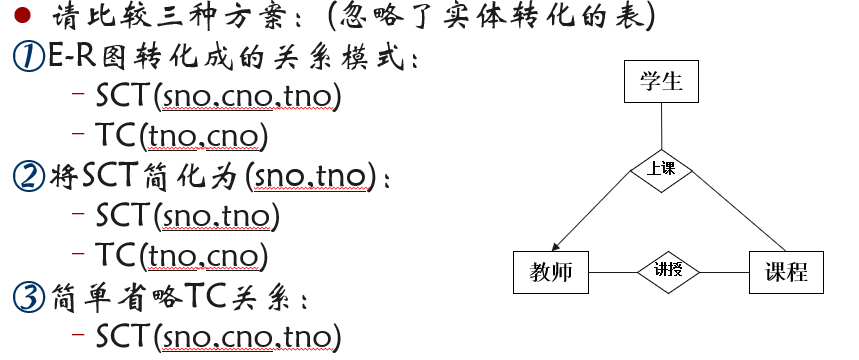 ● 请比较三种方案：(忽略了实体转化的表)
①E-R图转化成的关系模式：
– SCT(sno,cno,tno)
– TC(tno,cno)
②将SCT简化为(sno,tno)：
– SCT(sno,tno)
– TC(tno,cno)
③简单省略TC关系：
– SCT(sno,cno,tno)
学生
上课
教师
讲授
课程